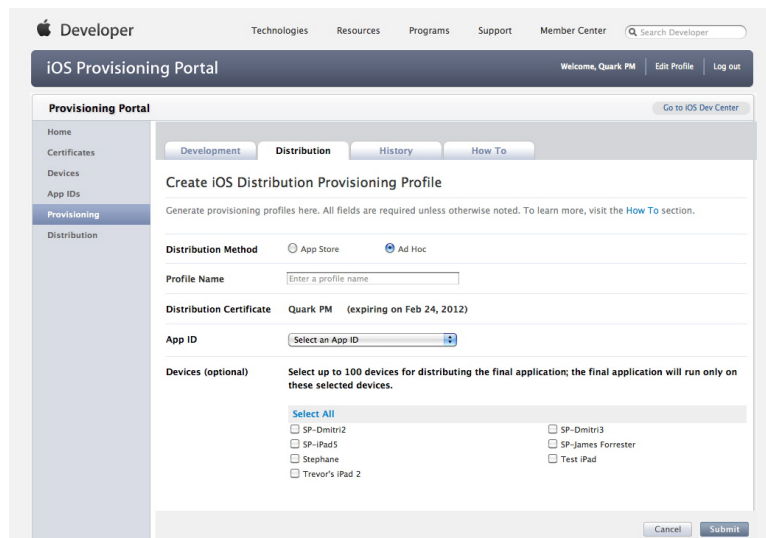 Developer
Technologies Resources Programs Support Member Center Search Developer
iOS Provisioning Portal
Welcome, Quark PM Edit Profile Log out
Provisioning Portal
Go to iOS Dev Center
Home
Certificates
Devices
App IDs
Provisioning
Distribution
Development Distribution History How To
Create iOS Distribution Provisioning Profile
Generate provisioning profiles here. All fields are required unless otherwise noted. To learn more, visit the How To section.
Distribution Method App Store Ad Hoc
Profile Name Enter a profile name
Distribution Certificate Quark PM (expiring on Feb 24, 2012)
App ID Select an App ID
Devices (optional) Select up to 100 devices for distributing the final application; the final application will run only on
these selected devices.
Select All
SP-Dmitri2 SP-Dmitri3
SP-iPad5 SP-James Forrester
Stephane Test iPad
Trevor's iPad 2
Cancel Submit